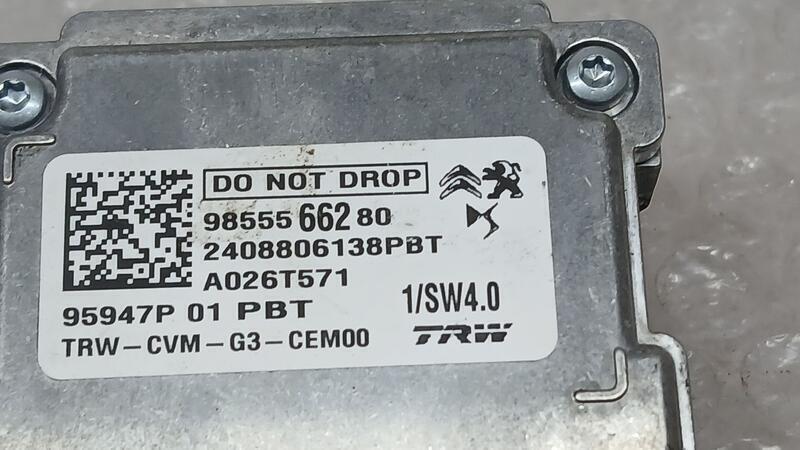 DO NOT DROP
98555 662 80
2408806138PBT
A026T571
95947P 01 PBT
1/SW4.0
TRW-CVM-G3-CEM00
TRW